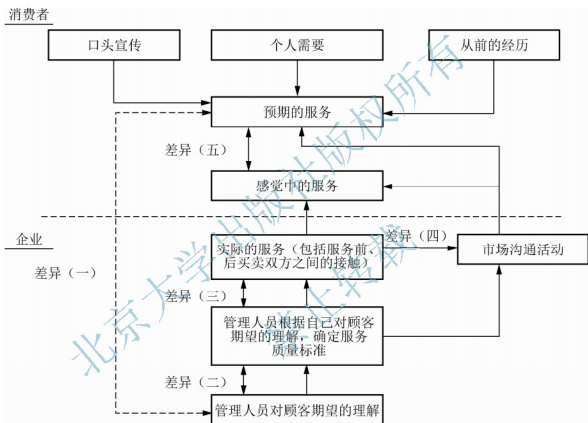 消费者
口头宣传
个人需要
从前的经历
预期的服务
差异（五）
感觉中的服务
企业
差异（一）
实际的服务（包括服务前、
后买卖双方之间的接触）
差异（四）
市场沟通活动
差异（三）
管理人员根据自己对顾客
期望的理解，确定服务
质量标准
差异（二）
管理人员对顾客期望的理解
北京大学出版社版权所有
禁止转载